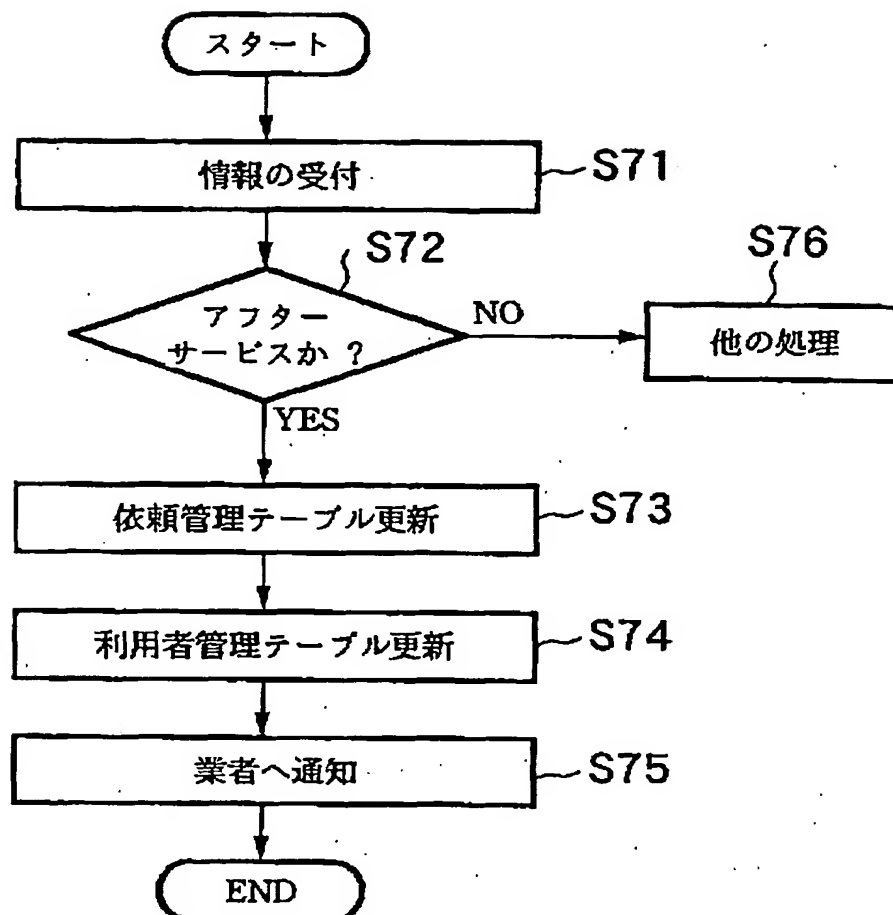 スタート
情報の受付
S71
S72
アフター
サービスか ?
NO
S76
他の処理
YES
依頼管理テーブル更新
S73
利用者管理テーブル更新
S74
業者へ通知
S75
END